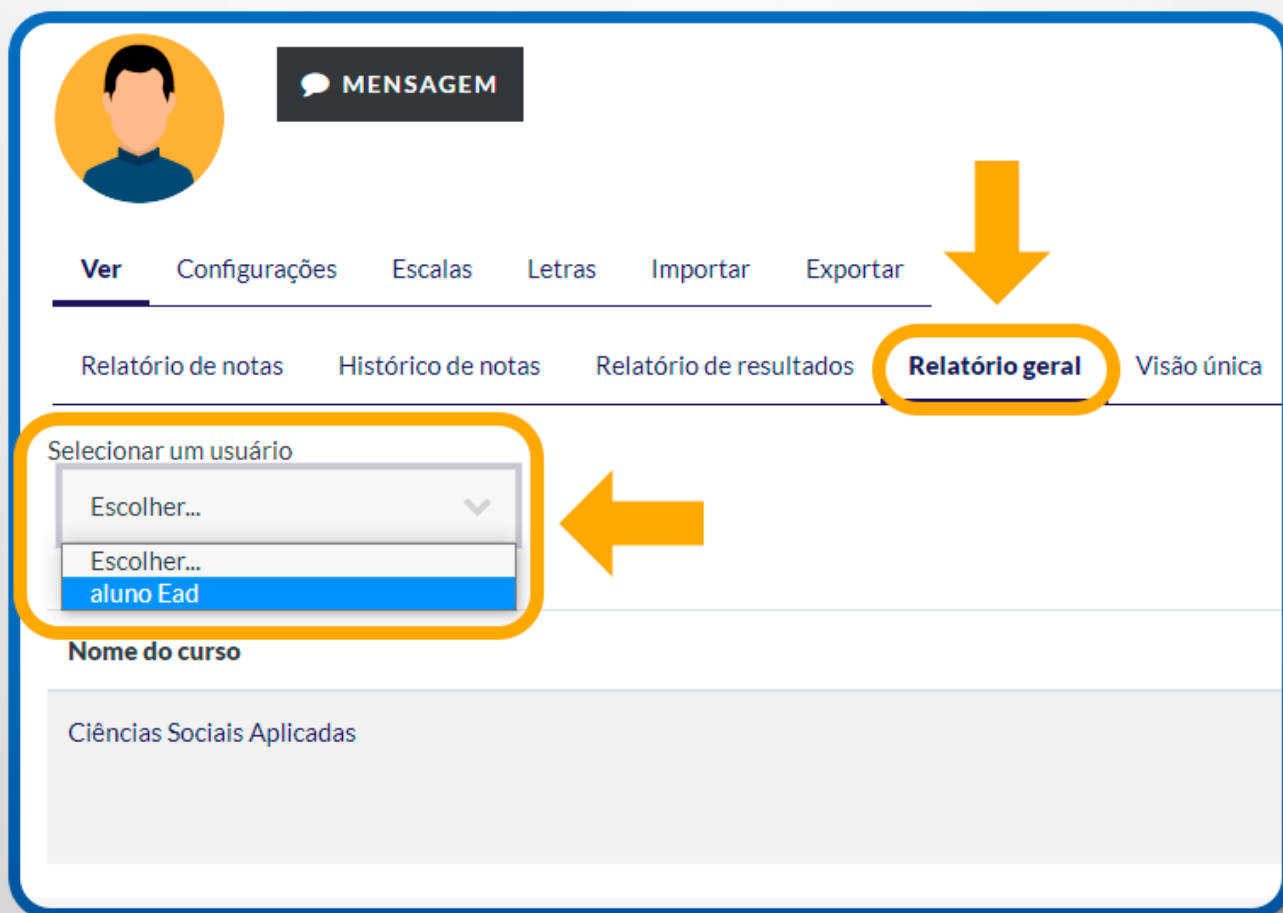 MENSAGEM
Ver Configurações Escalas Letras Importar Exportar
Relatório de notas Histórico de notas Relatório de resultados Relatório geral Visão única
Selecionar um usuário
Escolher...
Escolher...
aluno Ead
Nome do curso
Ciências Sociais Aplicadas